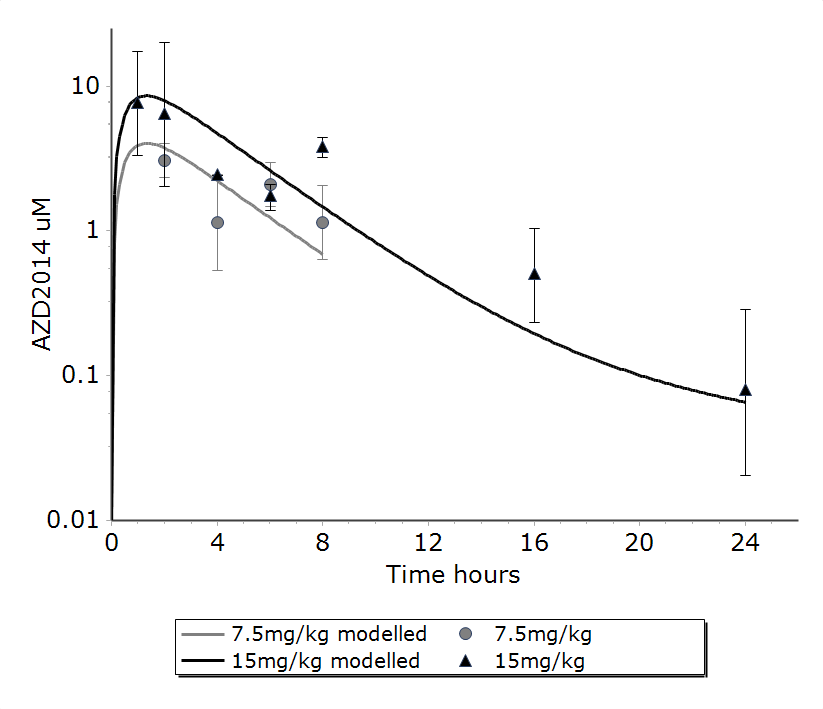 10
1
0.1
0.01
AZD2014 uM
0 4 8 12 16 20 24
Time hours
7.5mg/kg modelled 7.5mg/kg
15mg/kg modelled 15mg/kg